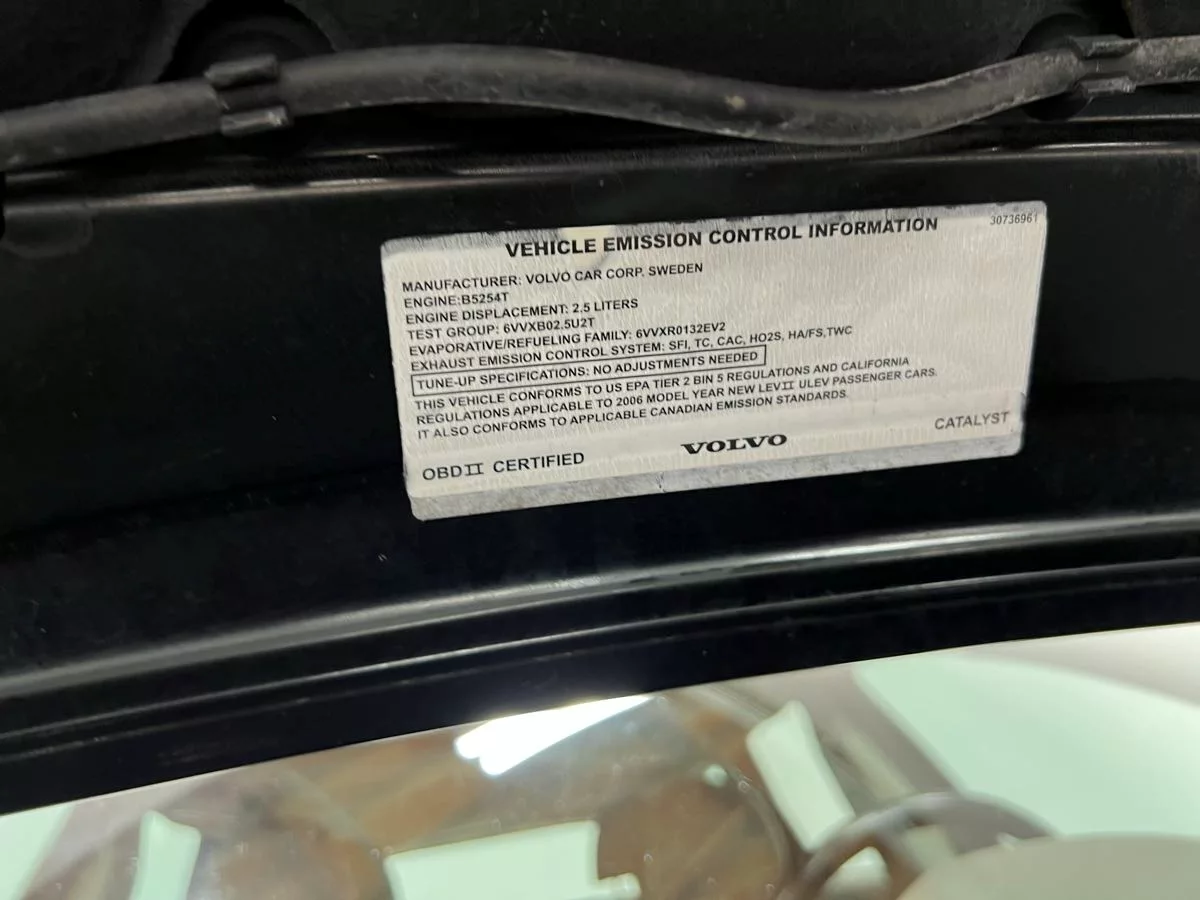 30736961
VEHICLE EMISSION CONTROL INFORMATION
MANUFACTURER: VOLVO CAR CORP. SWEDEN
ENGINE:B5254T
ENGINE DISPLACEMENT: 2.5 LITERS
TEST GROUP: 6VVXB02.5U2T
EVAPORATIVE/REFUELING FAMILY: 6VVXR0132EV2
EXHAUST EMISSION CONTROL SYSTEM: SFI, TC, CAC, HO2S, HA/FS,TWC
TUNE-UP SPECIFICATIONS: NO ADJUSTMENTS NEEDED
THIS VEHICLE CONFORMS TO US EPA TIER 2 BIN 5 REGULATIONS AND CALIFORNIA
REGULATIONS APPLICABLE TO 2006 MODEL YEAR NEW LEVII ULEV PASSENGER CARS.
IT ALSO CONFORMS TO APPLICABLE CANADIAN EMISSION STANDARDS.
OBDII CERTIFIED
VOLVO
CATALYST